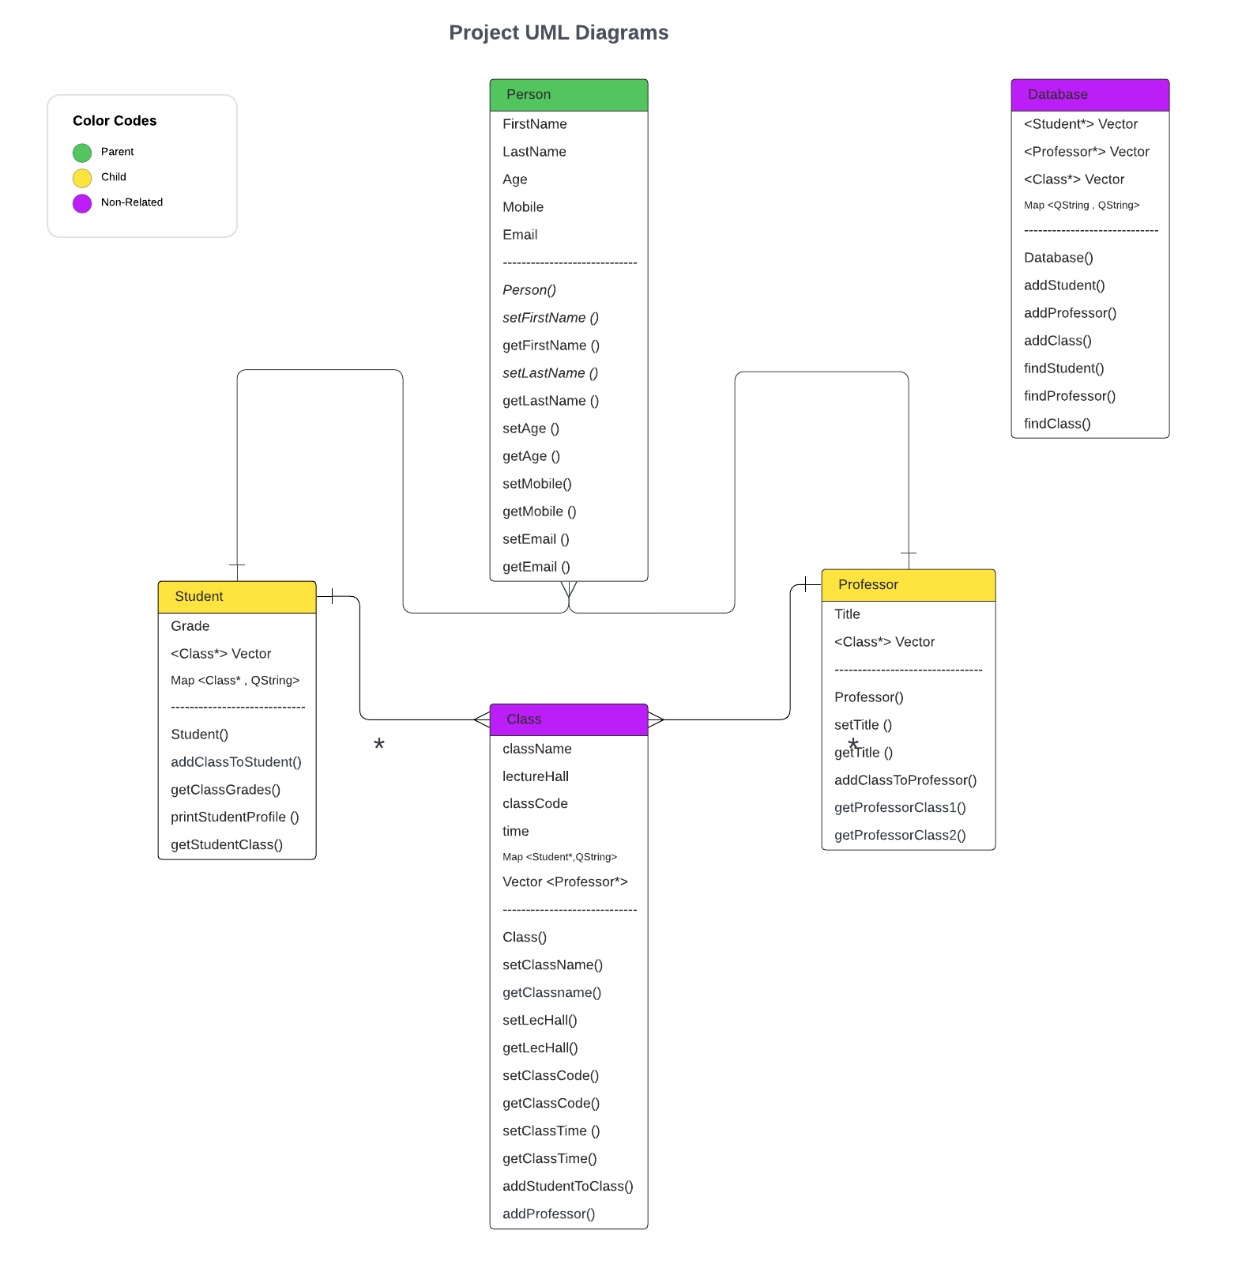 Project UML Diagrams
Color Codes
Parent
Child
Non-Related
Person
FirstName
LastName
Age
Mobile
Email
-----------------------------
Person()
setFirstName ()
getFirstName ()
setLastName ()
getLastName ()
setAge ()
getAge ()
setMobile()
getMobile ()
setEmail ()
getEmail ()
Database
<Student*> Vector
<Professor*> Vector
<Class*> Vector
Map <QString , QString>
-----------------------------
Database()
addStudent()
addProfessor()
addClass()
findStudent()
findProfessor()
findClass()
Student
Grade
<Class*> Vector
Map <Class* , QString>
-----------------------------
Student()
addClassToStudent()
getClassGrades()
printStudentProfile ()
getStudentClass()
*
Class
className
lectureHall
classCode
time
Map <Student*,QString>
Vector <Professor*>
-----------------------------
Class()
setClassName()
getClassname()
setLecHall()
getLecHall()
setClassCode()
getClassCode()
setClassTime ()
getClassTime()
addStudentToClass()
addProfessor()
Professor
Title
<Class*> Vector
--------------------------------
Professor()
setTitle ()
*
getTitle ()
addClassToProfessor()
getProfessorClass1()
getProfessorClass2()